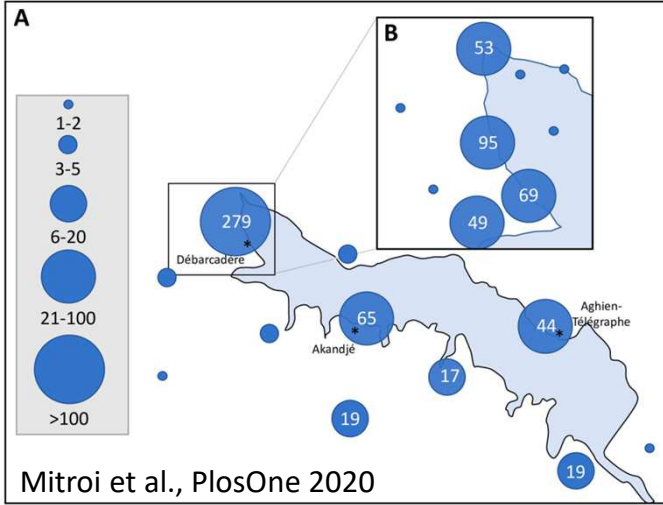 A
B
53
95
69
49
1-2
3-5
6-20
21-100
>100
279
*
Débarcadère
65
*
Akandjé
Aghien-
Télégraphe
44
*
17
19
19
Mitroi et al., PlosOne 2020